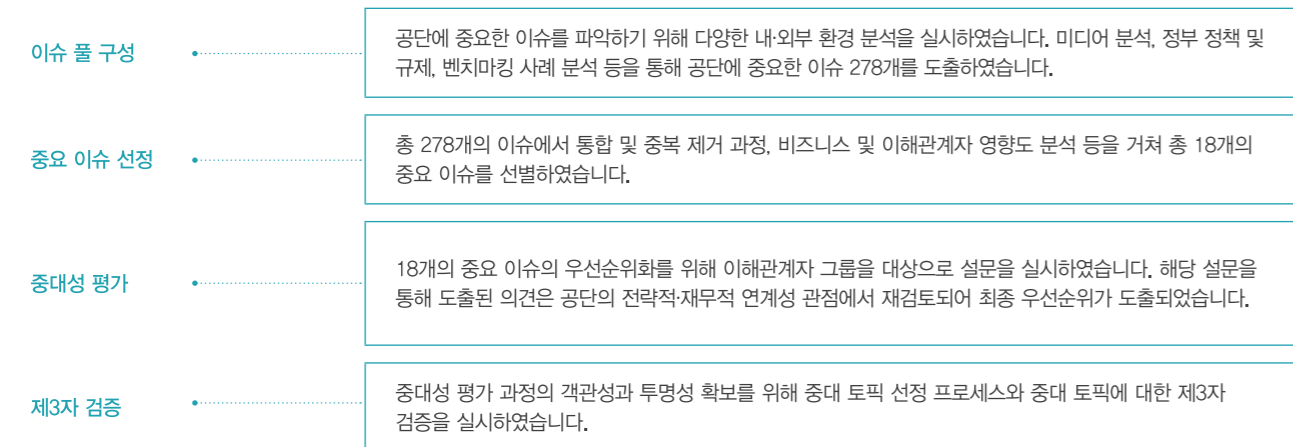 이슈 풀 구성
공단에 중요한 이슈를 파악하기 위해 다양한 내·외부 환경 분석을 실시하였습니다. 미디어 분석, 정부 정책 및
규제, 벤치마킹 사례 분석 등을 통해 공단에 중요한 이슈 278개를 도출하였습니다.
중요 이슈 선정
총 278개의 이슈에서 통합 및 중복 제거 과정, 비즈니스 및 이해관계자 영향도 분석 등을 거쳐 총 18개의
중요 이슈를 선별하였습니다.
중대성 평가
18개의 중요 이슈의 우선순위화를 위해 이해관계자 그룹을 대상으로 설문을 실시하였습니다. 해당 설문을
통해 도출된 의견은 공단의 전략적·재무적 연계성 관점에서 재검토되어 최종 우선순위가 도출되었습니다.
제3자 검증
중대성 평가 과정의 객관성과 투명성 확보를 위해 중대 토픽 선정 프로세스와 중대 토픽에 대한 제3자
검증을 실시하였습니다.